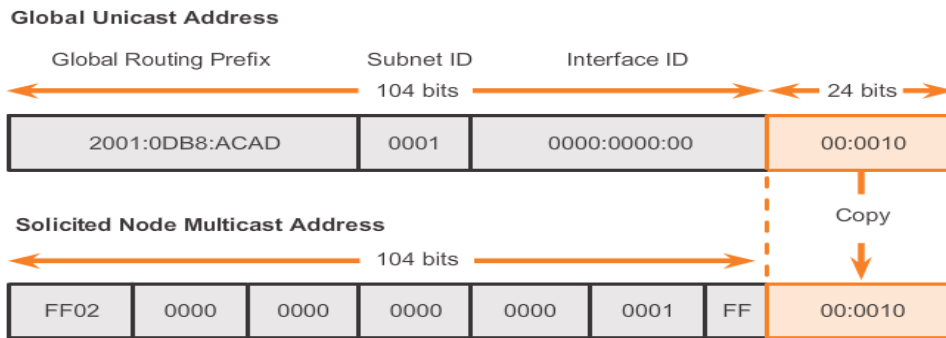 Global Unicast Address
Global Routing Prefix Subnet ID Interface ID
104 bits 24 bits
2001:0DB8:ACAD 0001 0000:0000:00 00:0010
Copy
Solicited Node Multicast Address
104 bits
FF02 0000 0000 0000 0000 0001 FF 00:0010